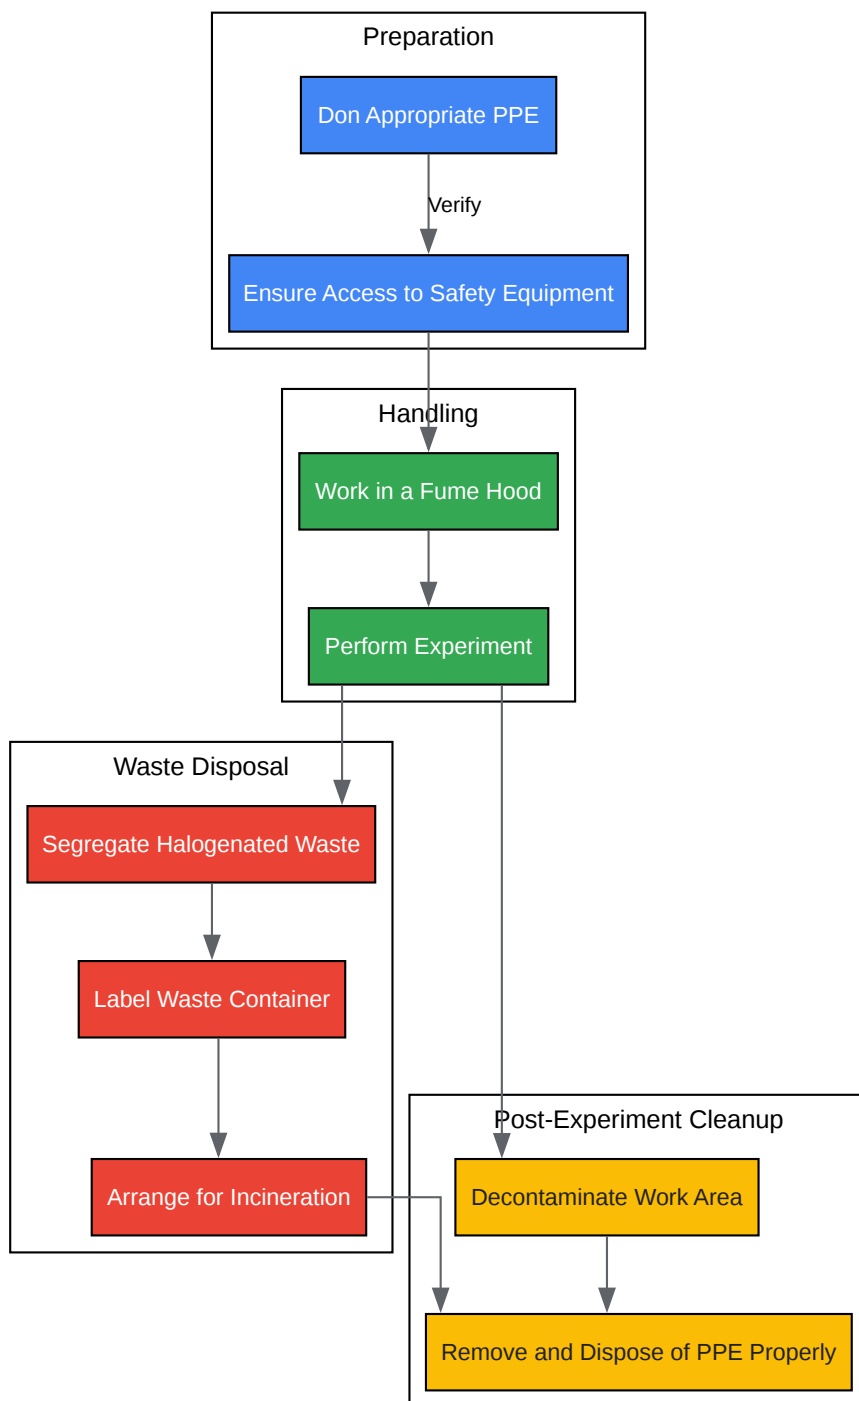 Preparation
Don Appropriate PPE
Verify
Ensure Access to Safety Equipment
Handling
Work in a Fume Hood
Perform Experiment
Waste Disposal
Segregate Halogenated Waste
Label Waste Container
Arrange for Incineration
Post-Experiment Cleanup
Decontaminate Work Area
Remove and Dispose of PPE Properly